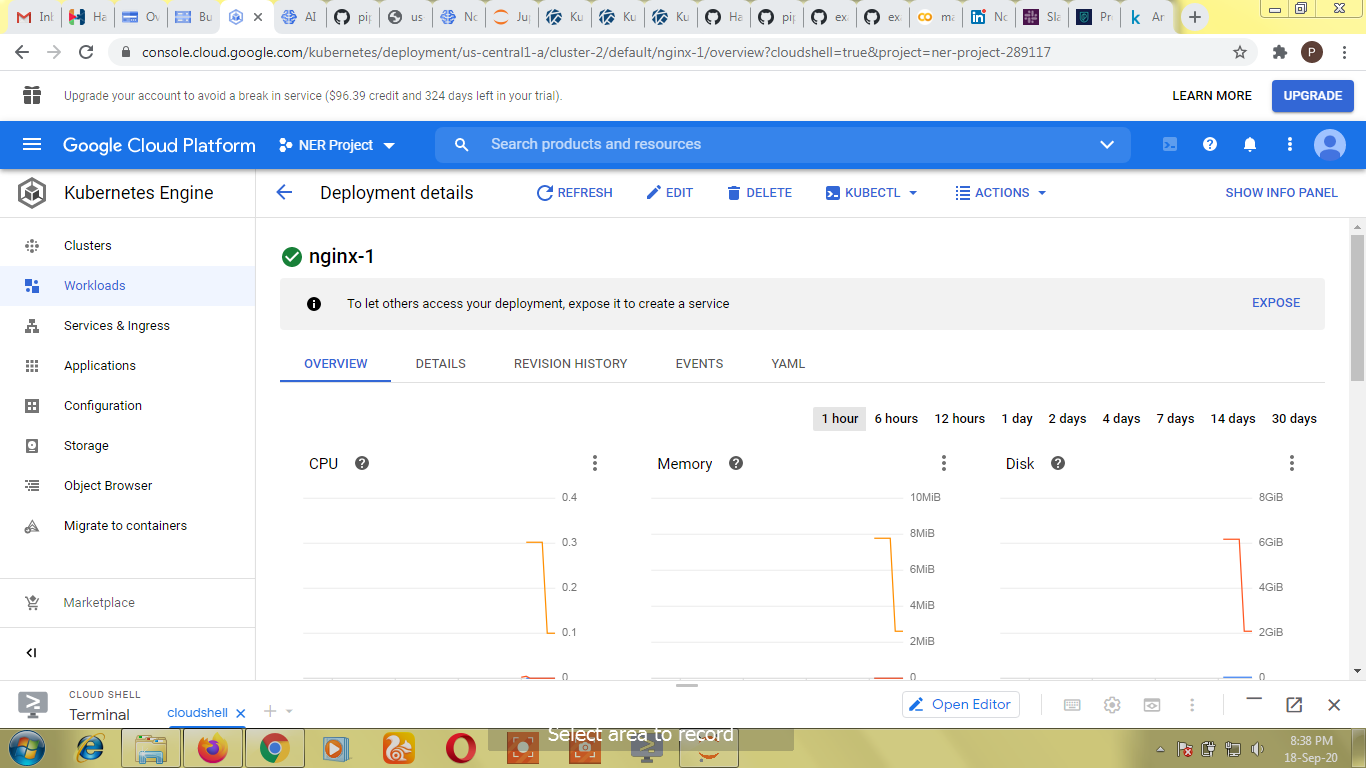 Inb
Ha
Ov
Bu
AI
pip
us
No
Ju
Ku
Ku
Ku
Ha
pip
exa
exa
ma
No
Sla
Pro
Ar
console.cloud.google.com/kubernetes/deployment/us-central1-a/cluster-2/default/nginx-1/overview?cloudshell=true&project=ner-project-289117
P
Upgrade your account to avoid a break in service ($96.39 credit and 324 days left in your trial).
LEARN MORE
UPGRADE
Google Cloud Platform
NER Project
Search products and resources
Kubernetes Engine
Deployment details
REFRESH
EDIT
DELETE
KUBECTL
ACTIONS
SHOW INFO PANEL
Clusters
Workloads
Services & Ingress
Applications
Configuration
Storage
Object Browser
Migrate to containers
Marketplace
nginx-1
To let others access your deployment, expose it to create a service
EXPOSE
OVERVIEW
DETAILS
REVISION HISTORY
EVENTS
YAML
1 hour
6 hours
12 hours
1 day
2 days
4 days
7 days
14 days
30 days
CPU
0.4
0.3
0.2
0.1
0
Memory
10MiB
8MiB
6MiB
4MiB
2MiB
0
Disk
8GiB
6GiB
4GiB
2GiB
0
CLOUD SHELL
Terminal
cloudshell
Open Editor
Select area to record
8:38 PM
18-Sep-20